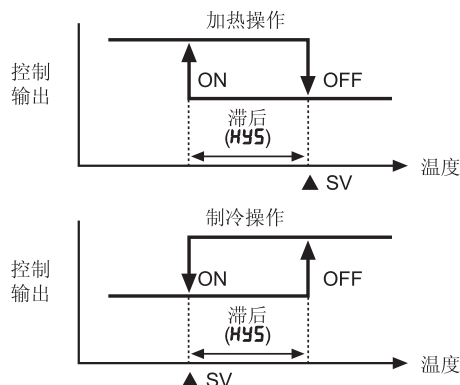 加热操作
控制
输出
ON
OFF
滞后
(HYS)
温度
▲ SV
制冷操作
控制
输出
ON
OFF
滞后
(HYS)
温度
▲ SV